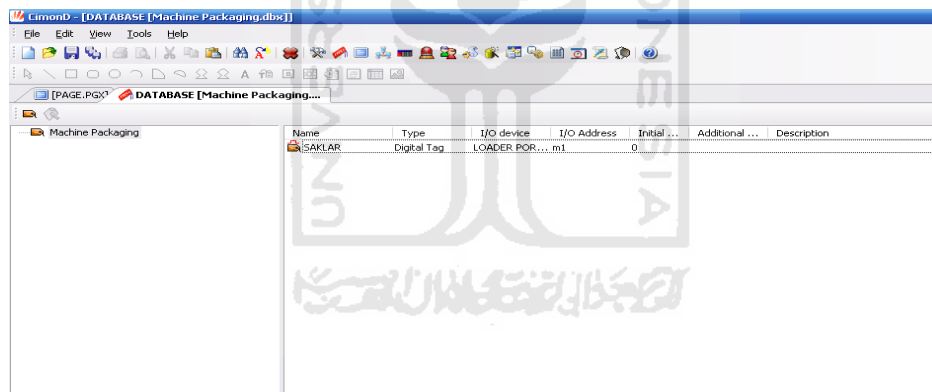 CimonD - [DATABASE [Machine Packaging.dbx]]
File Edit View Tools Help
[PAGE.PGX] DATABASE [Machine Packaging....
Machine Packaging
Name Type I/O device I/O Address Initial ... Additional ... Description
SAKLAR Digital Tag LOADER POR... m1 0